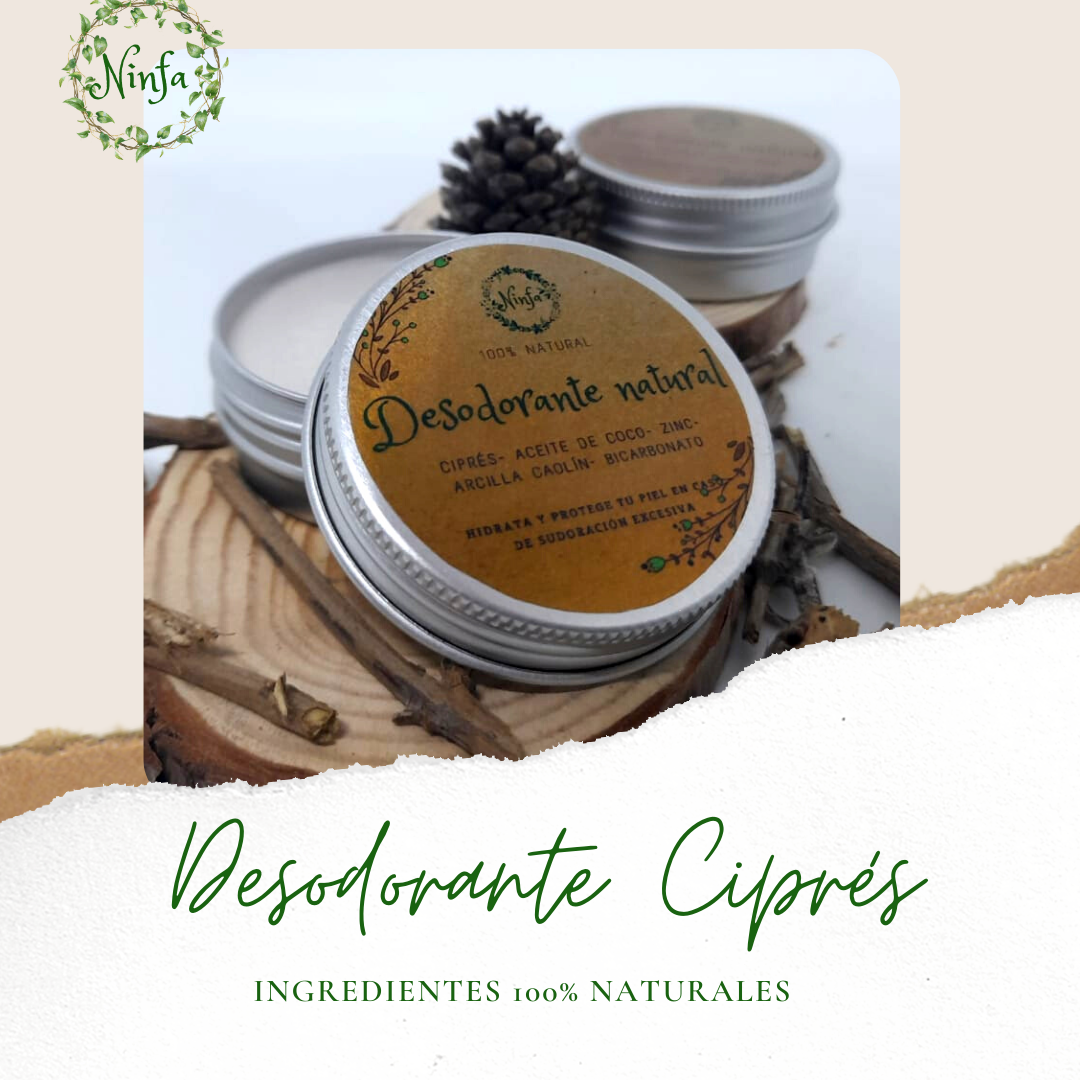 Ninfa
Ninfa
100% NATURAL
Desodorante natural
CIPRÉS- ACEITE DE COCO- ZINC-
ARCILLA CAOLÍN- BICARBONATO
HIDRATA Y PROTEGE TU PIEL EN CASO
DE SUDORACIÓN EXCESIVA
Desodorante Ciprés
INGREDIENTES 100% NATURALES